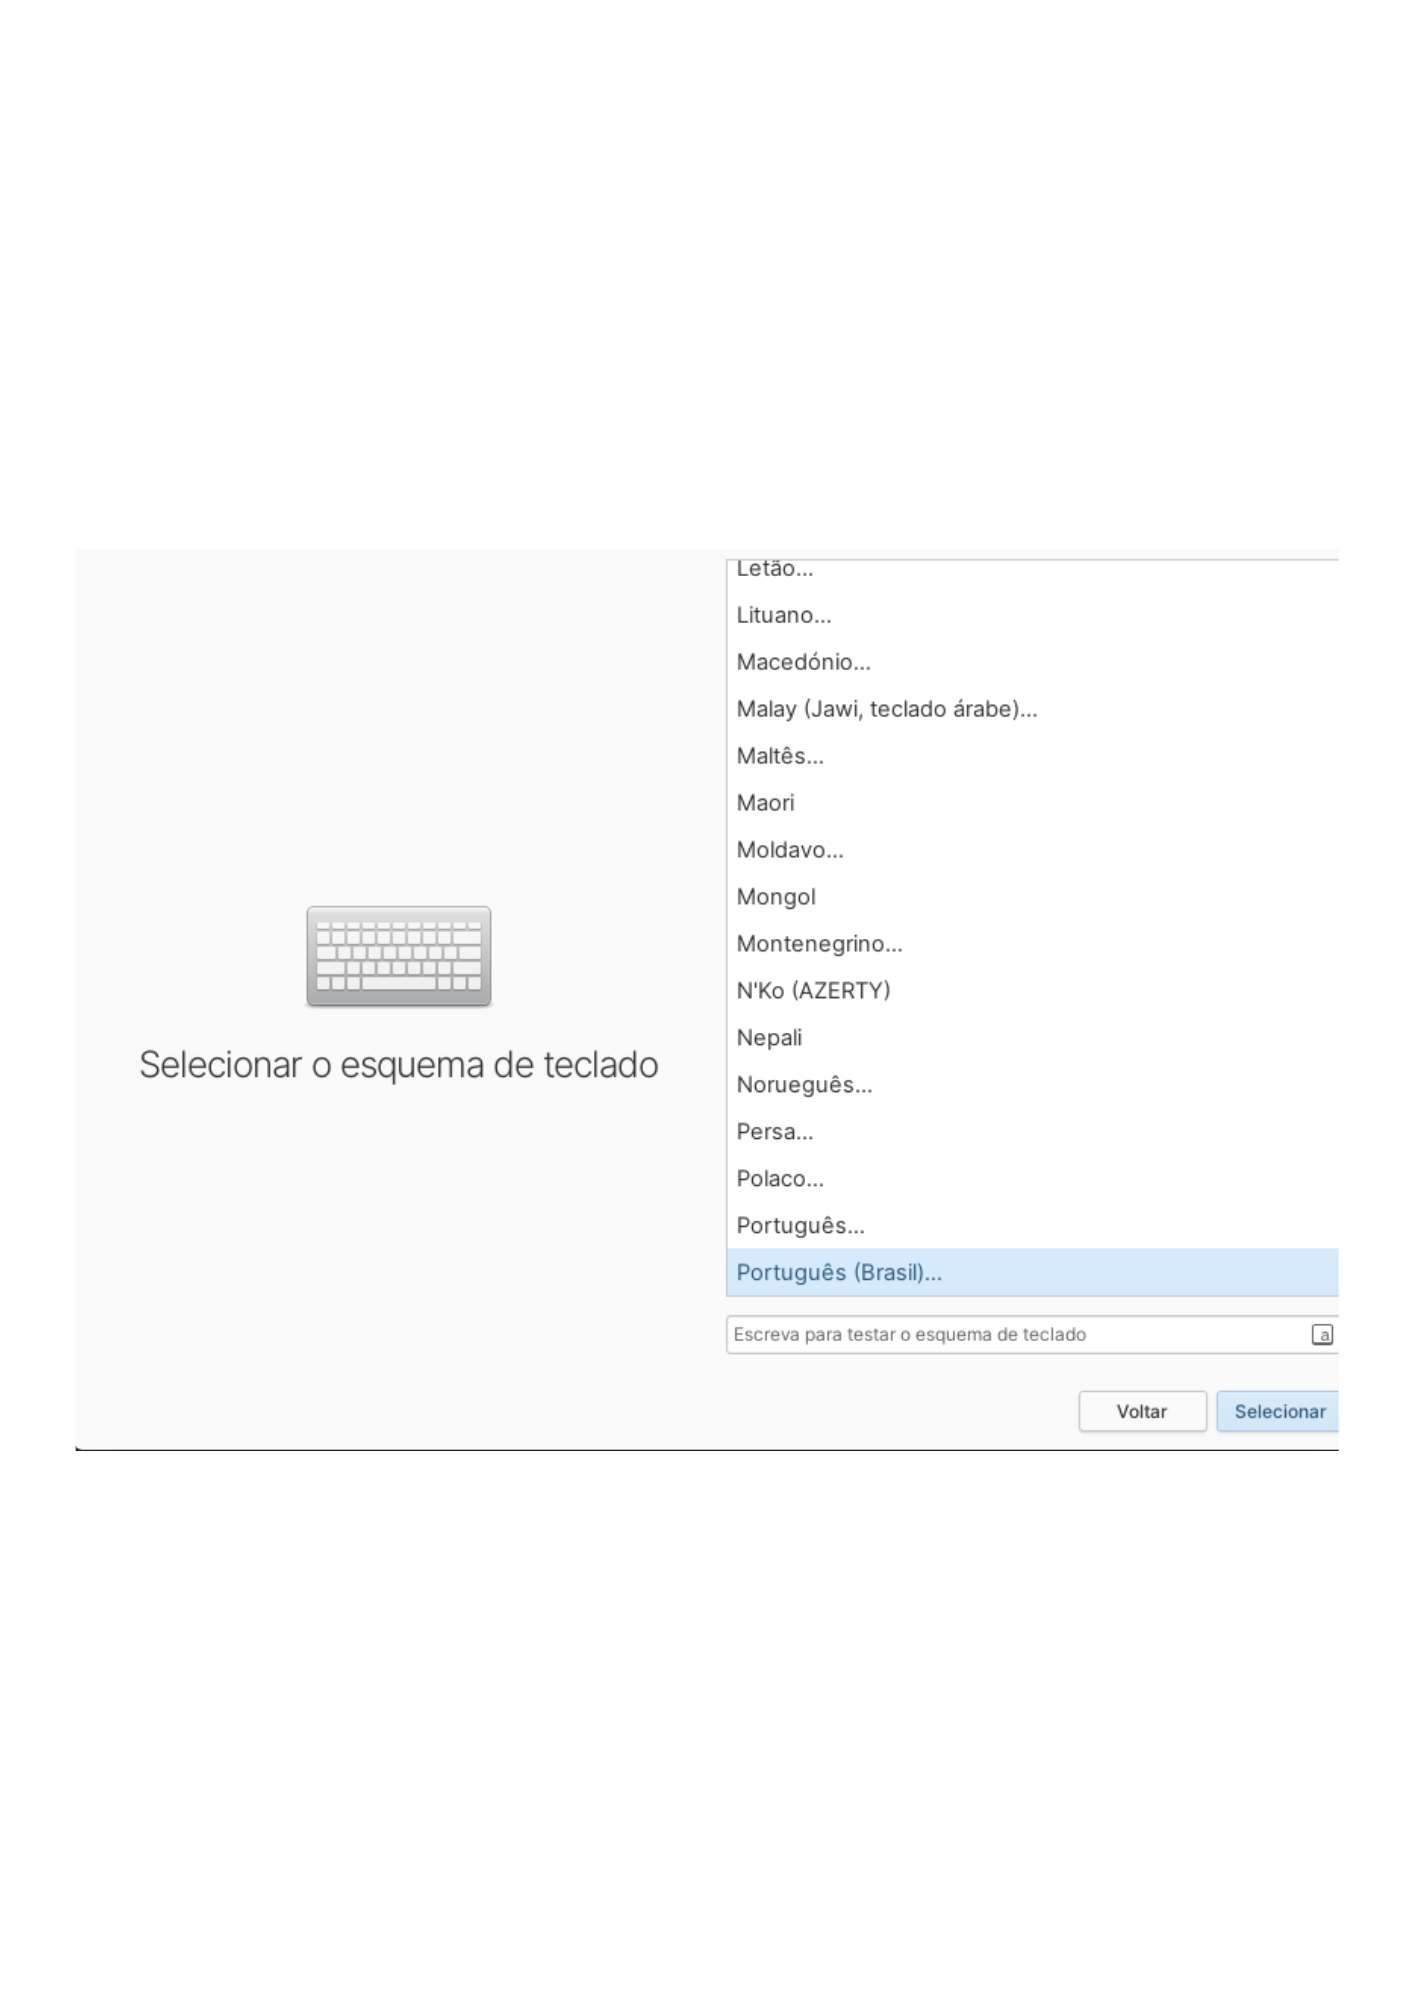 Letão...
Lituano...
Macedónio...
Malay (Jawi, teclado árabe)...
Maltês...
Maori
Moldavo...
Mongol
Montenegrino...
N'Ko (AZERTY)
Nepali
Norueguês...
Persa...
Polaco...
Português...
Português (Brasil)...
Selecionar o esquema de teclado
Escreva para testar o esquema de teclado
a
Voltar
Selecionar